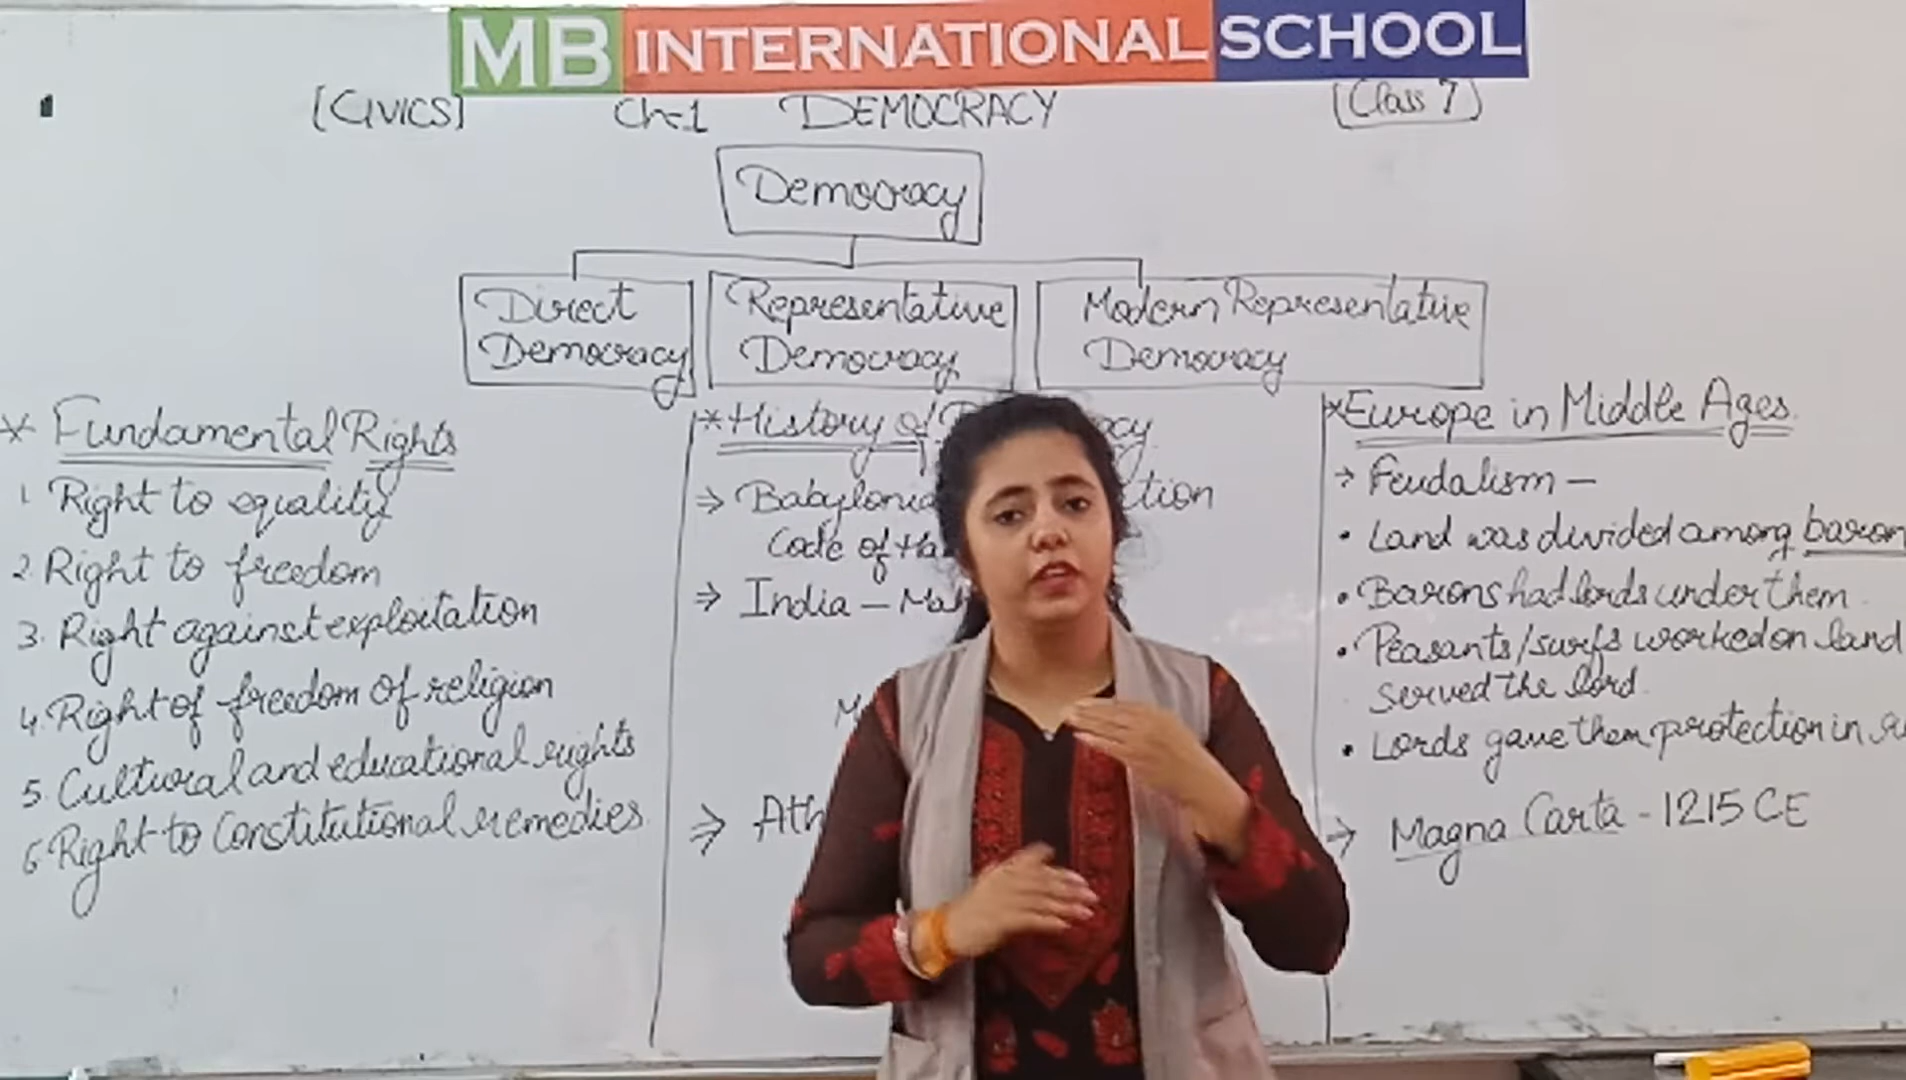 MB INTERNATIONAL SCHOOL
[CIVICS] Ch-1 DEMOCRACY [Class 7]
Democracy
Direct
Democracy
Representative
Democracy
Modern Representative
Democracy
* Fundamental Rights
1 Right to equality
2. Right to freedom
3. Right against exploitation
4. Right of freedom of religion
5. Cultural and educational rights
6. Right to Constitutional remedies
* History of
⇒ Babylonia
Code of Ha
⇒ India –
⇒ Ath
* Europe in Middle Ages
→ Feudalism –
• Land was divided among baron
• Barons had lords under them
• Peasants/surfs worked on land
served the lord.
• Lords gave them protection in
→ Magna Carta - 1215 CE